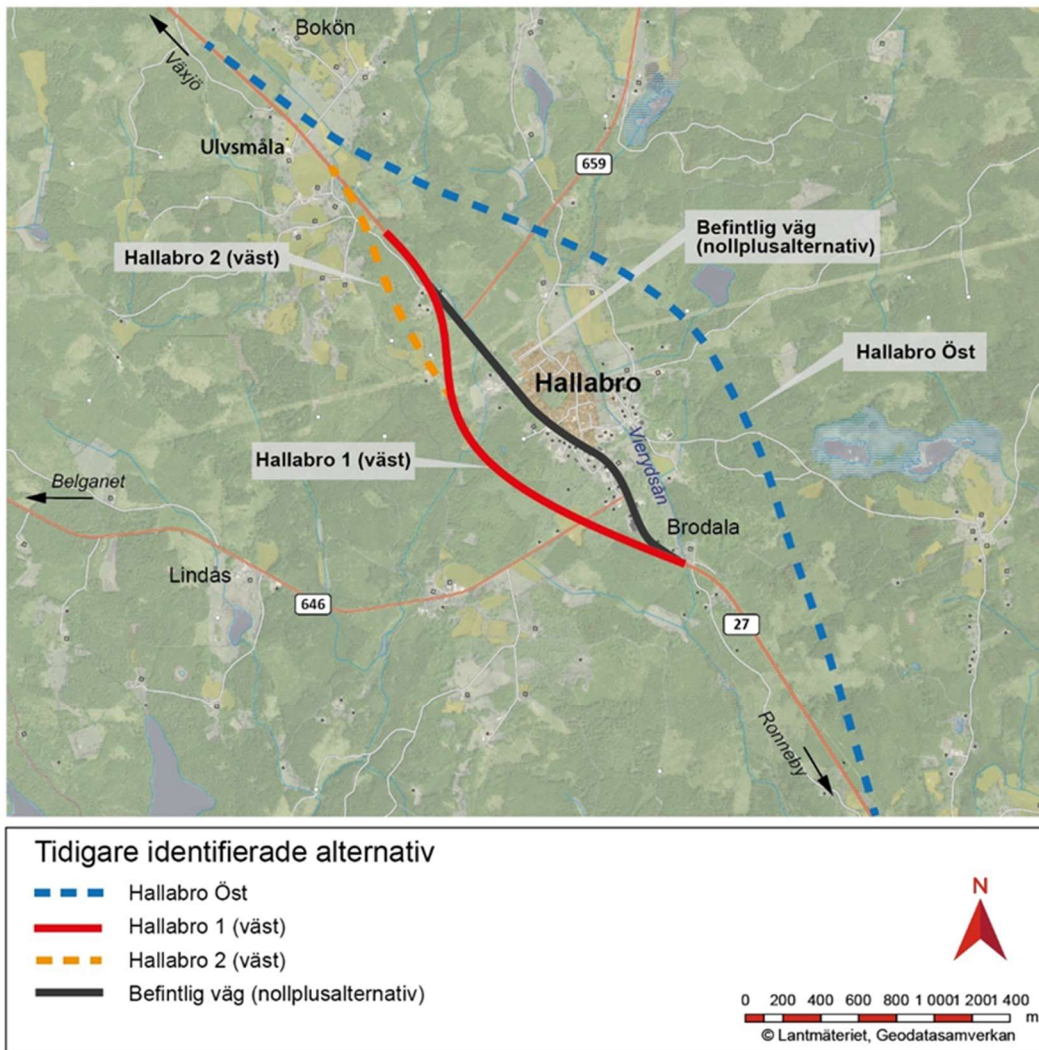 Bokön
Växjö
Ulvsmåla
659
Befintlig väg
(nollplusalternativ)
Hallabro 2 (väst)
Hallabro Öst
Hallabro
Hallabro 1 (väst)
Vierydsån
Belganet
Brodala
Lindås
646
27
Ronneby
Tidigare identifierade alternativ
Hallabro Öst
Hallabro 1 (väst)
Hallabro 2 (väst)
Befintlig väg (nollplusalternativ)
N
0 200 400 600 800 1 0001 2001 400
m
© Lantmäteriet, Geodatasamverkan